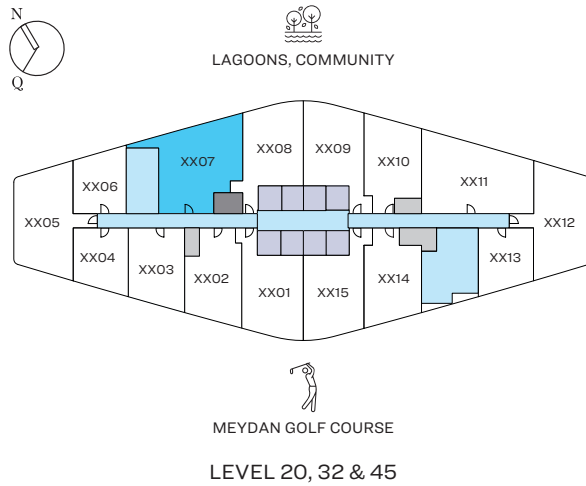 N
Q
LAGOONS, COMMUNITY
XX07
XX08
XX09
XX10
XX06
XX11
XX05
XX12
XX04
XX03
XX02
XX01
XX15
XX14
XX13
MEYDAN GOLF COURSE
LEVEL 20, 32 & 45